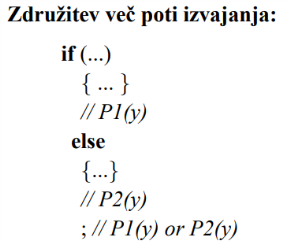 Združitev več poti izvajanja:
if (...)
{ ... }
// P1(y)
else
{...}
// P2(y)
; // P1(y) or P2(y)